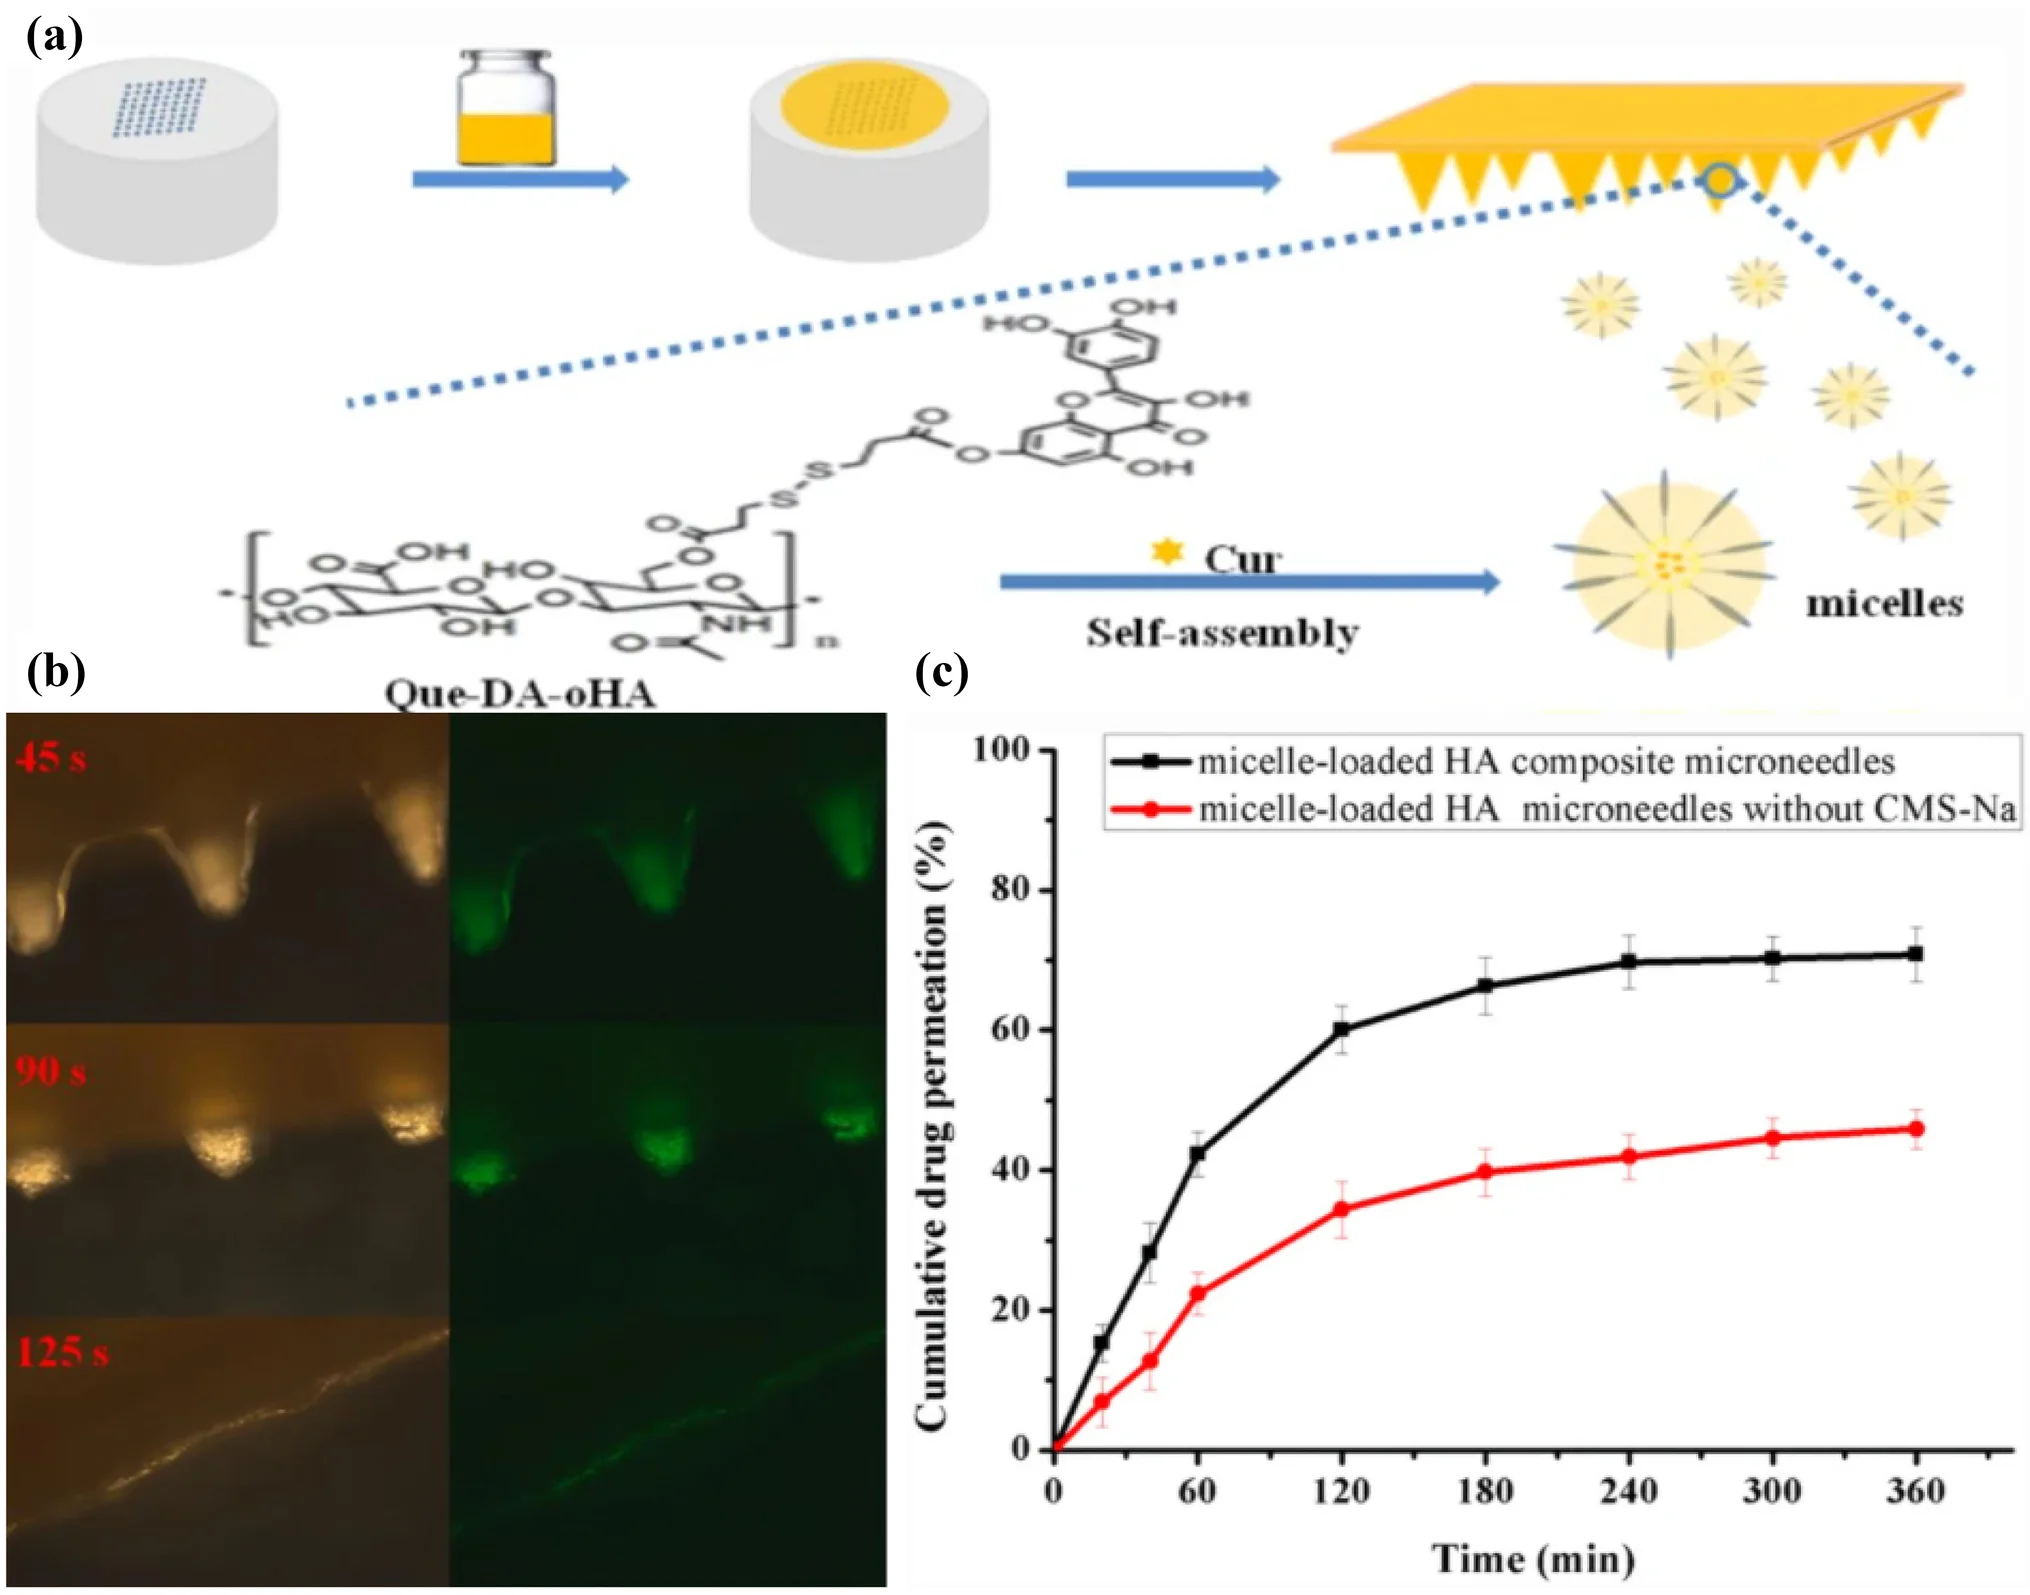 (a)
HO
OH
O
OH
O
O
O
OH
S
S
O
O
O
OH
O
O
HO
O
O
HO
O
OH
O
NH
O
n
Que-DA-oHA
Cur
Self-assembly
micelles
(b)
45 s
90 s
125 s
(c)
micelle-loaded HA composite microneedles
micelle-loaded HA microneedles without CMS-Na
Cumulative drug permeation (%)
100
80
60
40
20
0
0 60 120 180 240 300 360
Time (min)